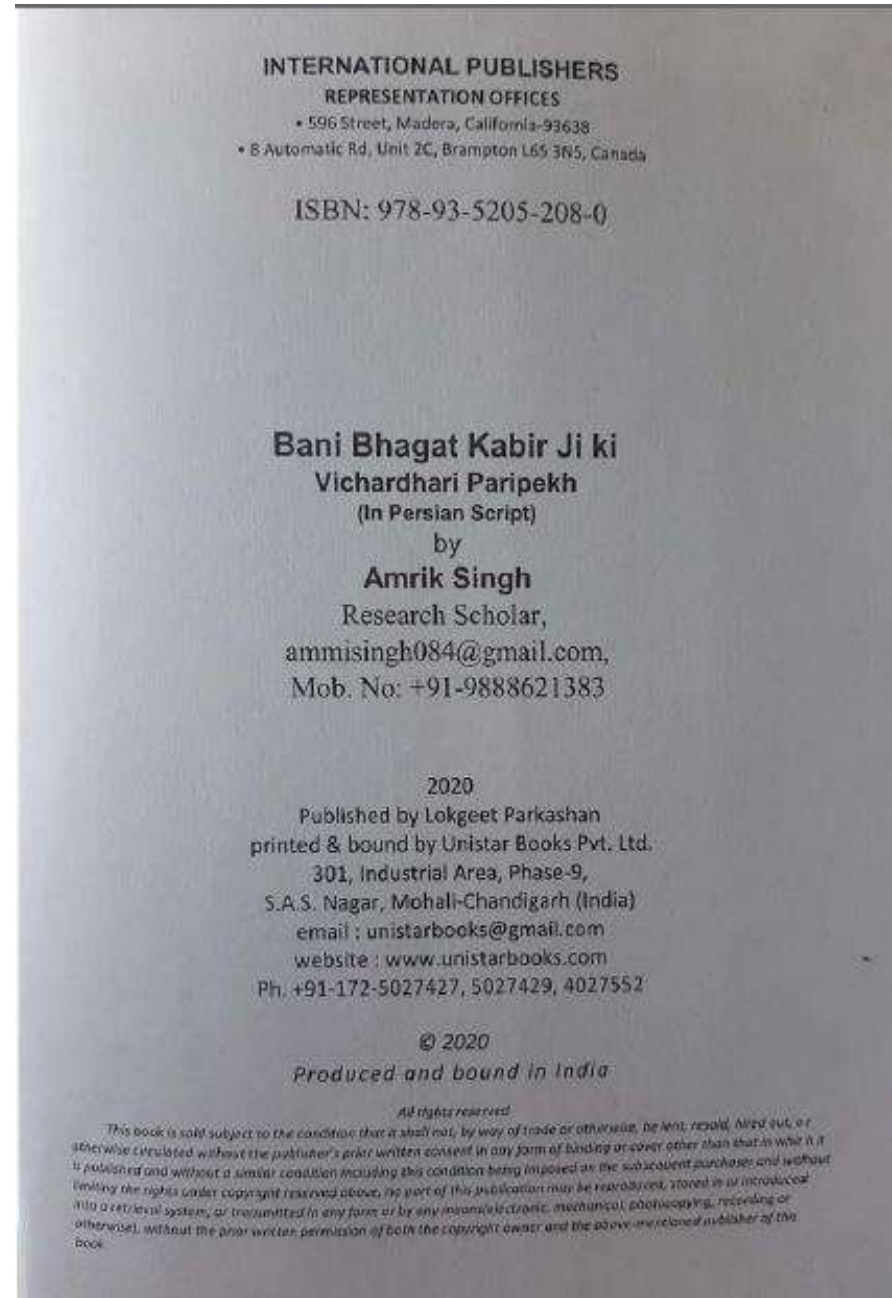 INTERNATIONAL PUBLISHERS
REPRESENTATION OFFICES
• 596 Street, Madera, California-93638
• 8 Automatic Rd, Unit 2C, Brampton L6S 3N5, Canada
ISBN: 978-93-5205-208-0
Bani Bhagat Kabir Ji ki
Vichardhari Paripekh
(In Persian Script)
by
Amrik Singh
Research Scholar,
ammisingh084@gmail.com,
Mob. No: +91-9888621383
2020
Published by Lokgeet Parkashan
printed & bound by Unistar Books Pvt. Ltd.
301, Industrial Area, Phase-9,
S.A.S. Nagar, Mohali-Chandigarh (India)
email : unistarbooks@gmail.com
website : www.unistarbooks.com
Ph. +91-172-5027427, 5027429, 4027552
© 2020
Produced and bound in India
All rights reserved
This book is sold subject to the condition that it shall not, by way of trade or otherwise, be lent, resold, hired out, or
otherwise circulated without the publisher's prior written consent in any form of binding or cover other than that in which it
is published and without a similar condition including this condition being imposed on the subsequent purchaser and without
limiting the rights under copyright reserved above, no part of this publication may be reproduced, stored in or introduced
into a retrieval system, or transmitted in any form or by any means(electronic, mechanical, photocopying, recording or
otherwise), without the prior written permission of both the copyright owner and the above-mentioned publisher of this
book.